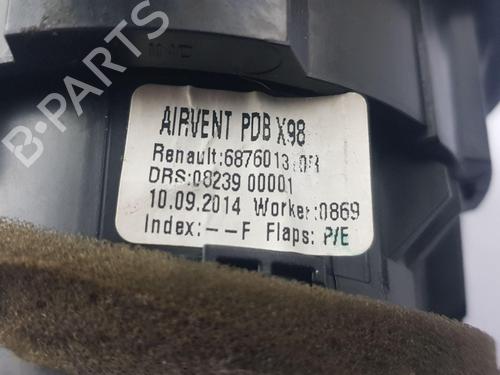 AIRVENT PDB X98
Renault:687601310R
DRS:08239 00001
10.09.2014 Worker:0869
Index:--F Flaps: P/E
B-PARTS